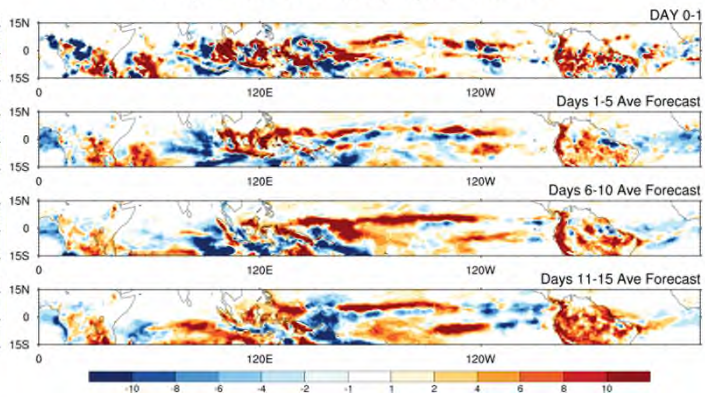 DAY 0-1
15N
0
15S
0 120E 120W
Days 1-5 Ave Forecast
15N
0
15S
0 120E 120W
Days 6-10 Ave Forecast
15N
0
15S
0 120E 120W
Days 11-15 Ave Forecast
15N
0
15S
0 120E 120W
-10 -8 -6 -4 -2 -1 1 2 4 6 8 10